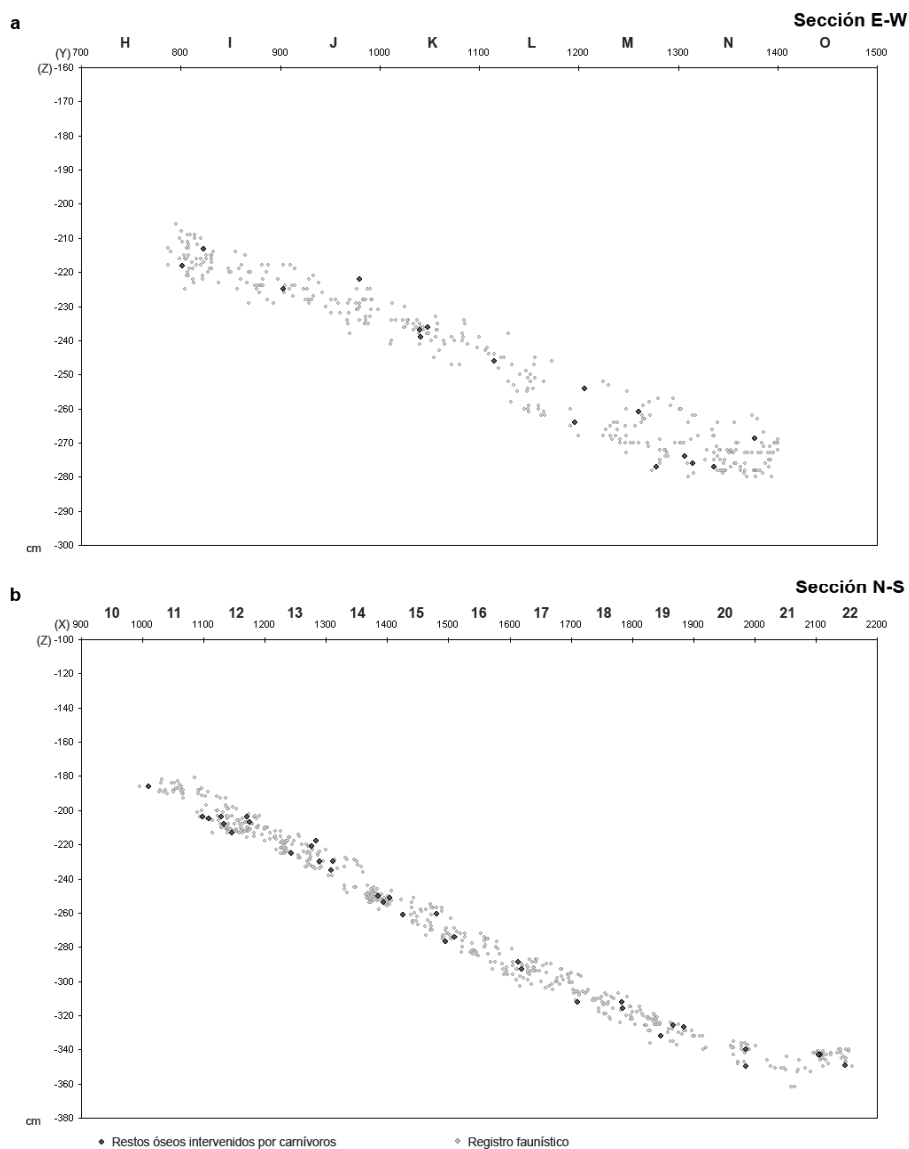 a
Sección E-W
H I J K L M N O
(Y) 700 800 900 1000 1100 1200 1300 1400 1500
(Z) -160
-170
-180
-190
-200
-210
-220
-230
-240
-250
-260
-270
-280
-290
-300
cm
b
Sección N-S
10 11 12 13 14 15 16 17 18 19 20 21 22
(X) 900 1000 1100 1200 1300 1400 1500 1600 1700 1800 1900 2000 2100 2200
(Z) -100
-120
-140
-160
-180
-200
-220
-240
-260
-280
-300
-320
-340
-360
-380
cm
Restos óseos intervenidos por carnívoros Registro faunístico